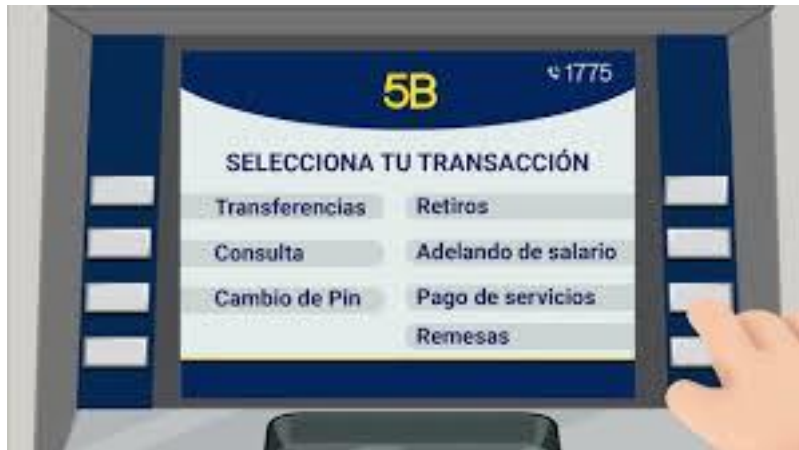 5B
1775
SELECCIONA TU TRANSACCIÓN
Transferencias
Retiros
Consulta
Adelando de salario
Cambio de Pin
Pago de servicios
Remesas